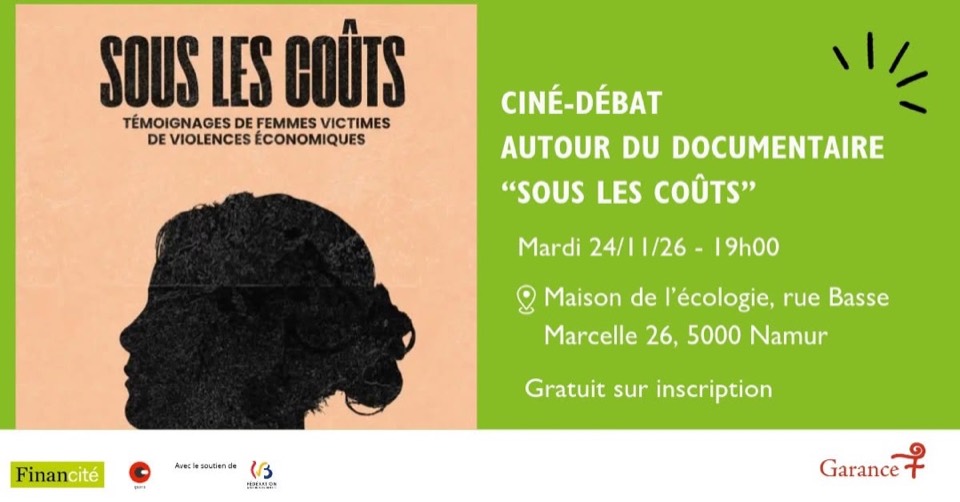 SOUS LES COÛTS
TÉMOIGNAGES DE FEMMES VICTIMES
DE VIOLENCES ÉCONOMIQUES
CINÉ-DÉBAT
AUTOUR DU DOCUMENTAIRE
“SOUS LES COÛTS”
Mardi 24/11/26 - 19h00
Maison de l’écologie, rue Basse
Marcelle 26, 5000 Namur
Gratuit sur inscription
Financité
Avec le soutien de
FÉDÉRATION
Garance